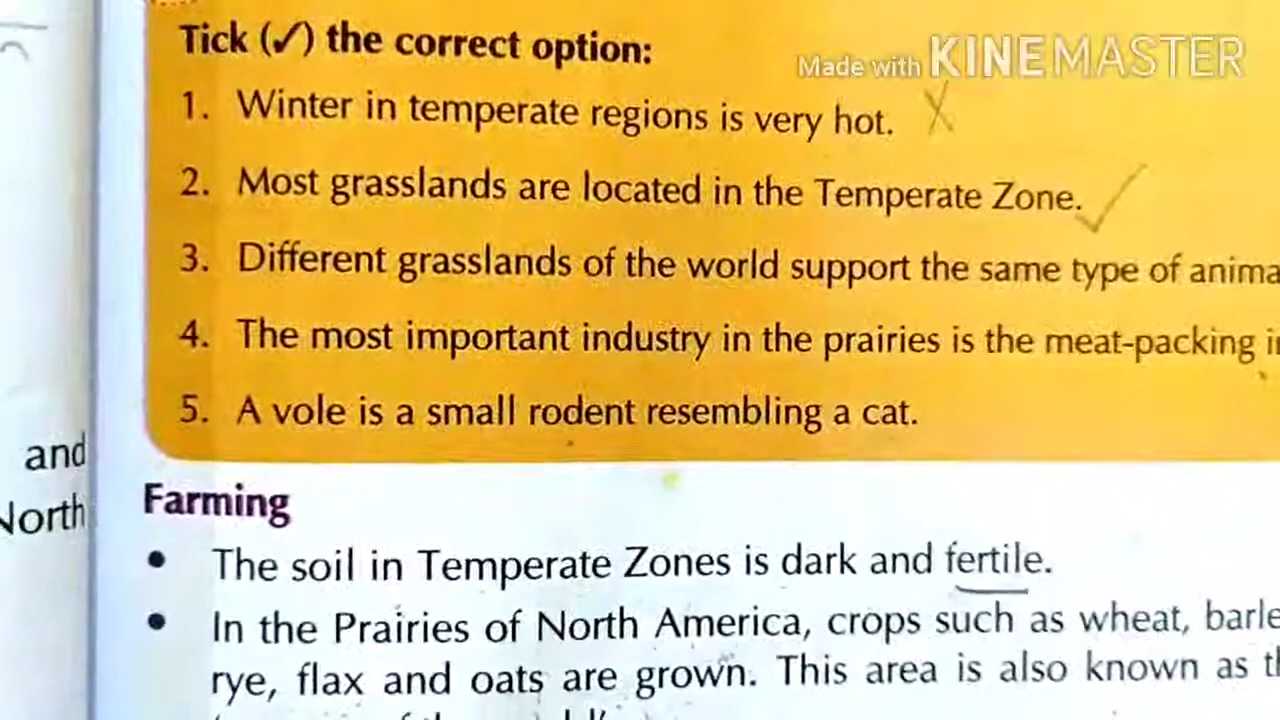 Tick (✓) the correct option:
Made with KINEMASTER
1. Winter in temperate regions is very hot. X
2. Most grasslands are located in the Temperate Zone. ✓
3. Different grasslands of the world support the same type of anima
4. The most important industry in the prairies is the meat-packing
5. A vole is a small rodent resembling a cat.
and
North
Farming
• The soil in Temperate Zones is dark and fertile.
• In the Prairies of North America, crops such as wheat, barle
rye, flax and oats are grown. This area is also known as